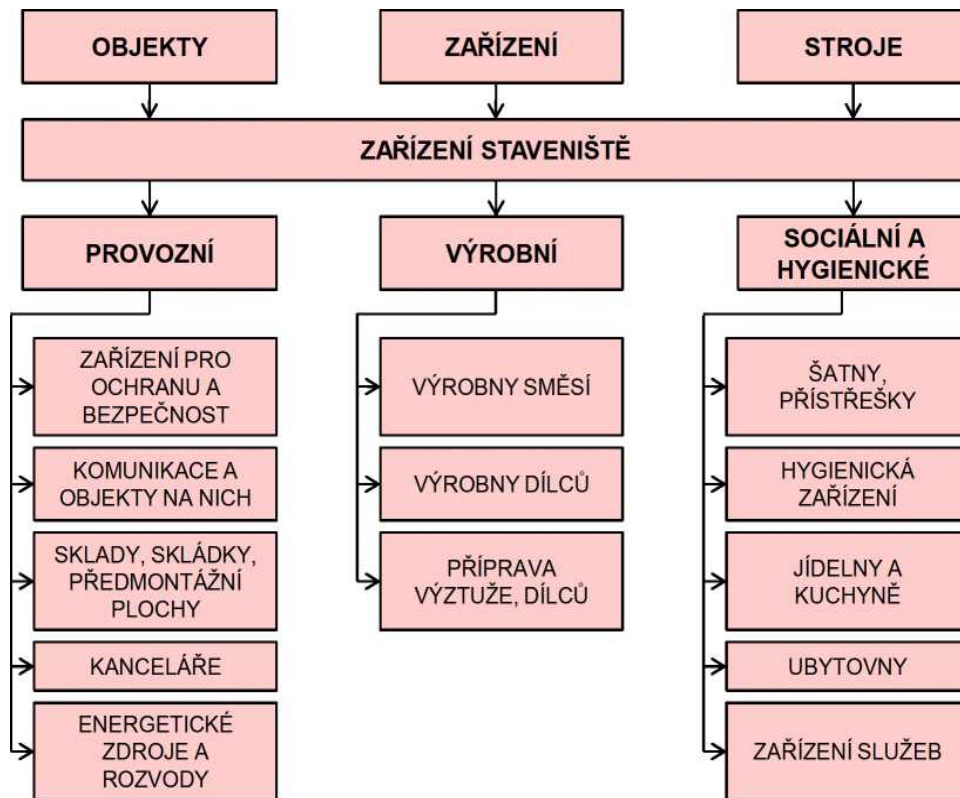 OBJEKTY
ZAŘÍZENÍ
STROJE
ZAŘÍZENÍ STAVENIŠTĚ
PROVOZNÍ
VÝROBNÍ
SOCIÁLNÍ A
HYGIENICKÉ
ZAŘÍZENÍ PRO
OCHRANU A
BEZPEČNOST
KOMUNIKACE A
OBJEKTY NA NICH
SKLADY, SKLÁDKY,
PŘEDMONTÁŽNÍ
PLOCHY
KANCELÁŘE
ENERGETICKÉ
ZDROJE A
ROZVODY
VÝROBNY SMĚSÍ
VÝROBNY DÍLCŮ
PŘÍPRAVA
VÝZTUŽE, DÍLCŮ
ŠATNY,
PŘÍSTŘEŠKY
HYGIENICKÁ
ZAŘÍZENÍ
JÍDELNY A
KUCHYNĚ
UBYTOVNY
ZAŘÍZENÍ SLUŽEB